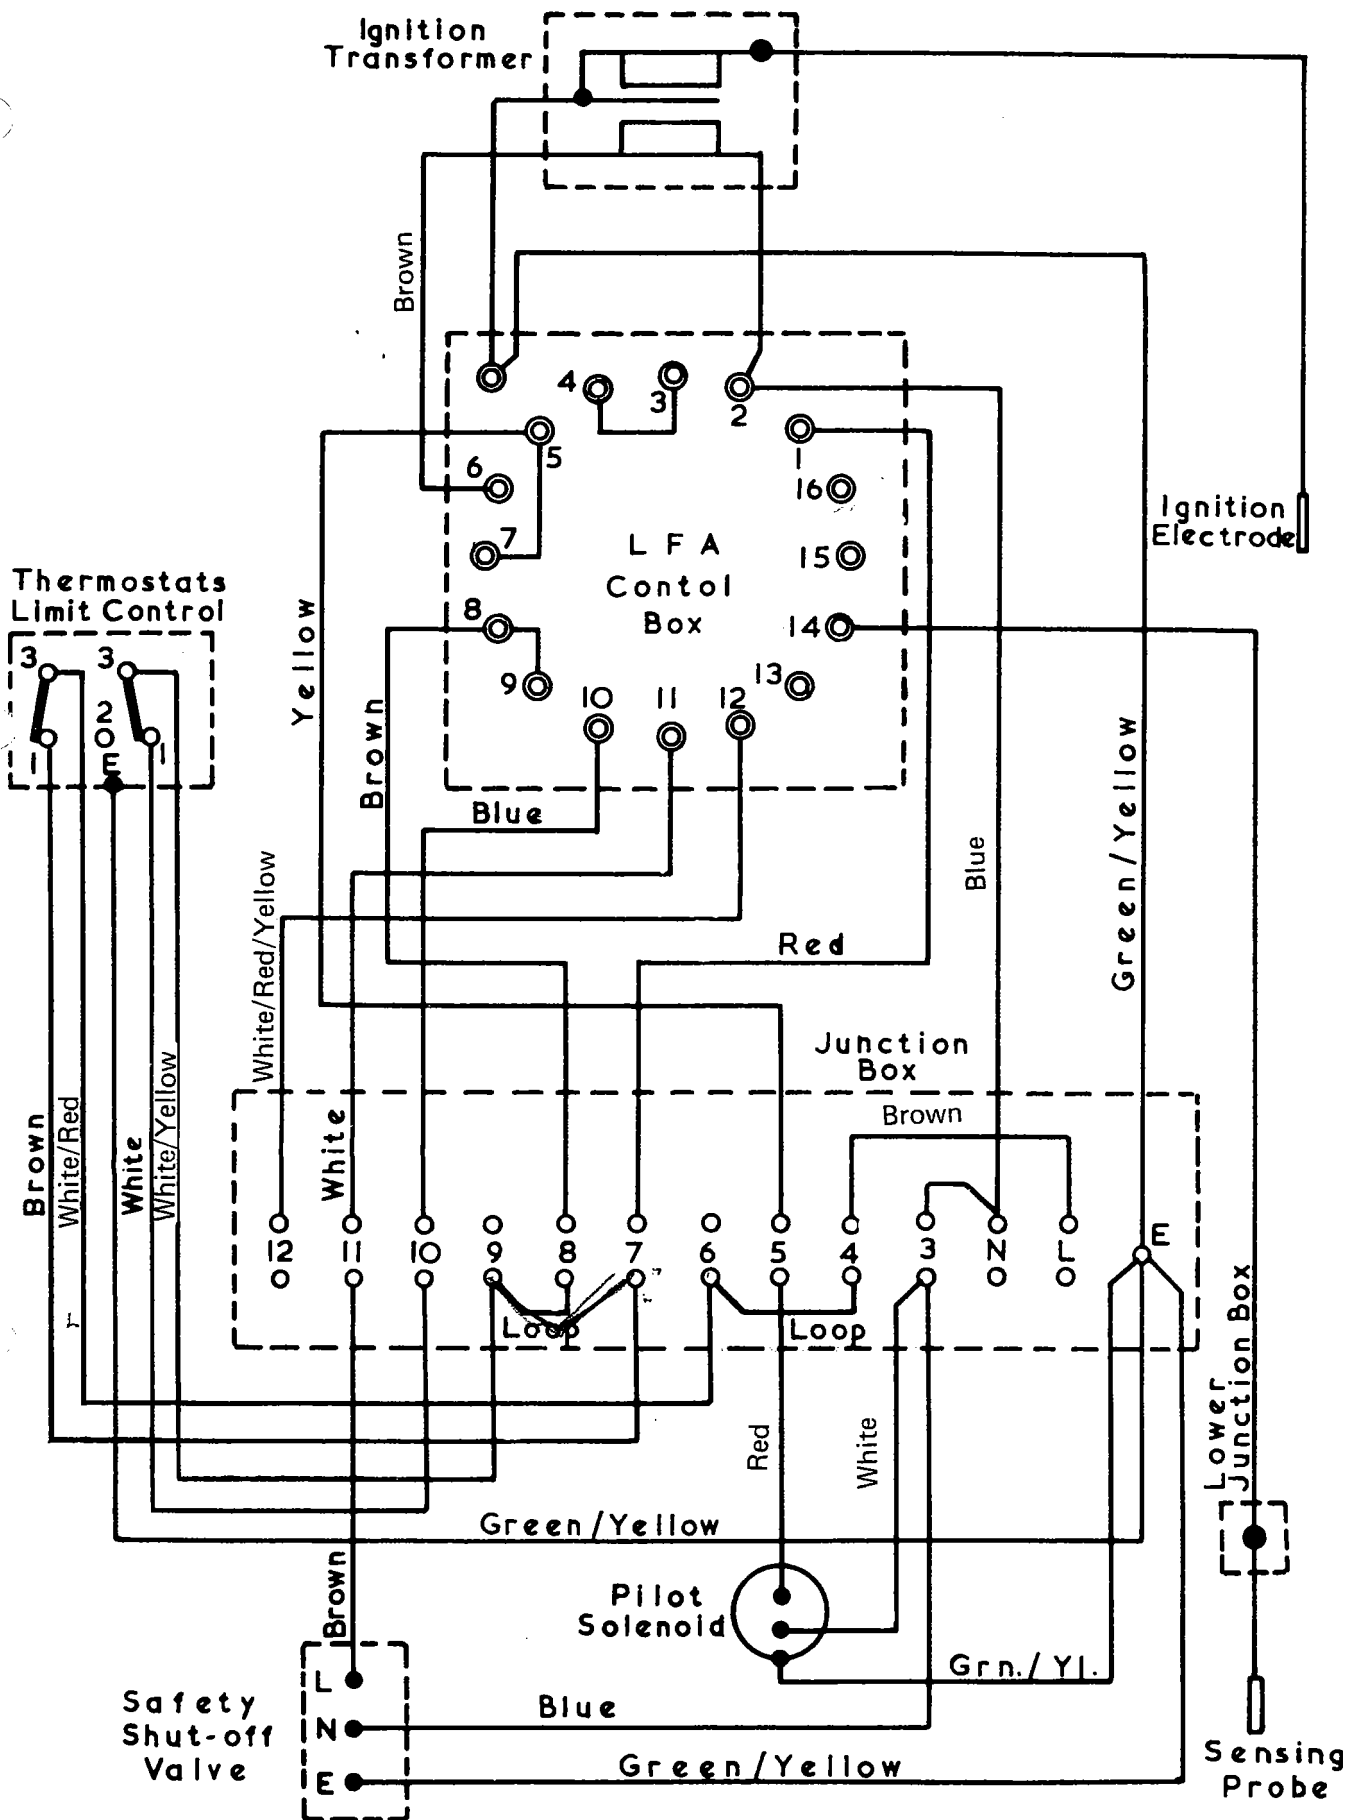 Ignition
Transformer
Brown
4
3
2
5
1
6
16
Ignition
Electrode
7
L F A
15
Contol
Box
Thermostats
Limit Control
8
14
Yellow
3
3
9
13
10
11
12
2
1
E
1
Brown
Green/Yellow
Blue
Blue
White/Red/Yellow
Red
Junction
Box
Brown
White/Red
White
White/Yellow
White
Brown
12
11
10
9
8
7
6
5
4
3
N
L
E
Loop
Loop
Lower
Junction Box
Red
White
Green/Yellow
Brown
Pilot
Solenoid
Grn./Yl.
L
Safety
Shut-off
Valve
N
Blue
E
Green/Yellow
Sensing
Probe